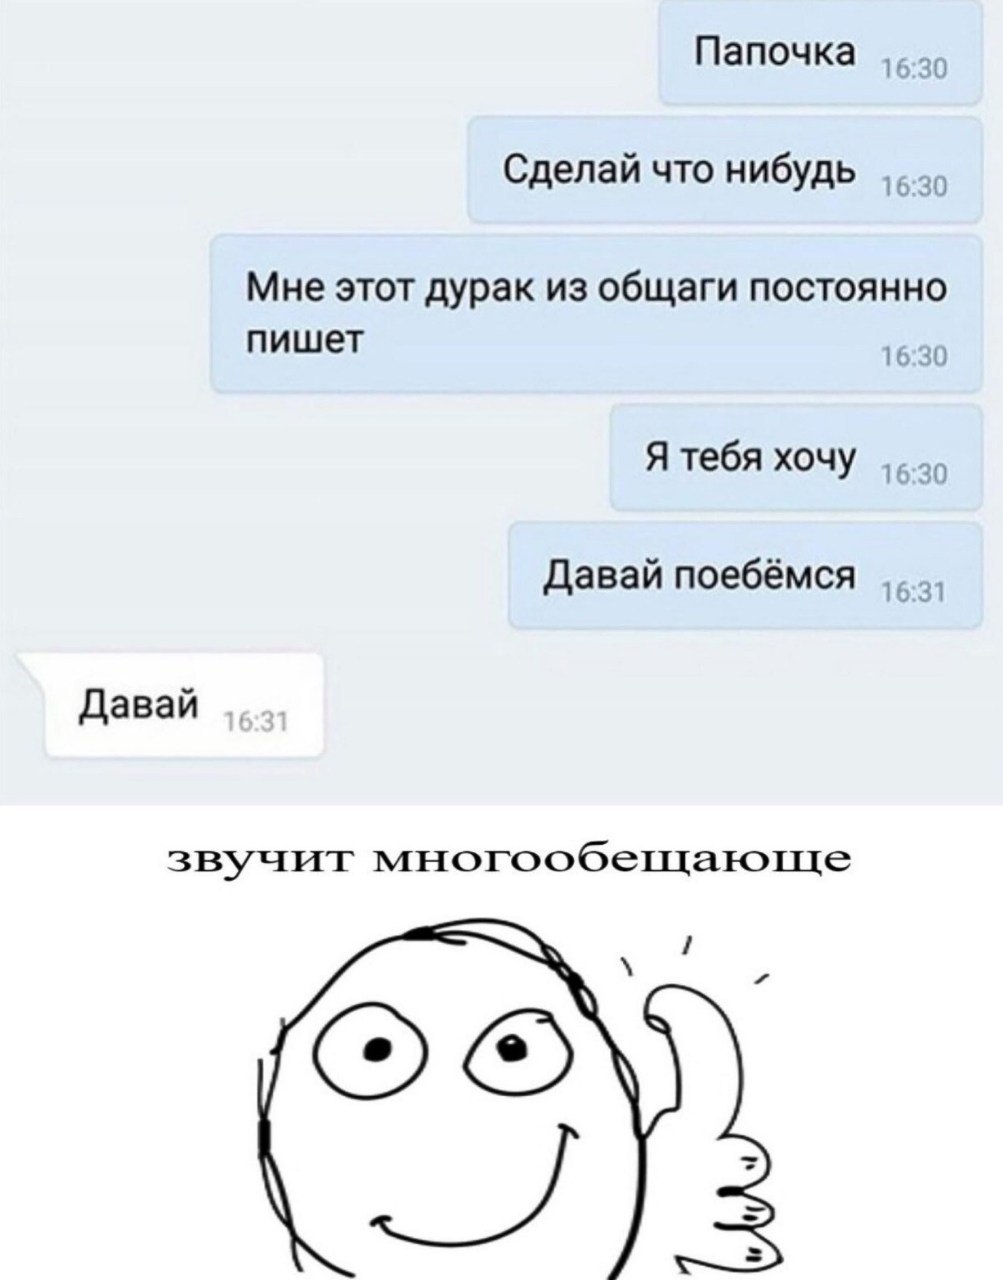 Папочка 16:30
Сделай что нибудь 16:30
Мне этот дурак из общаги постоянно
пишет 16:30
Я тебя хочу 16:30
Давай поебёмся 16:31
Давай 16:31
звучит многообещающе